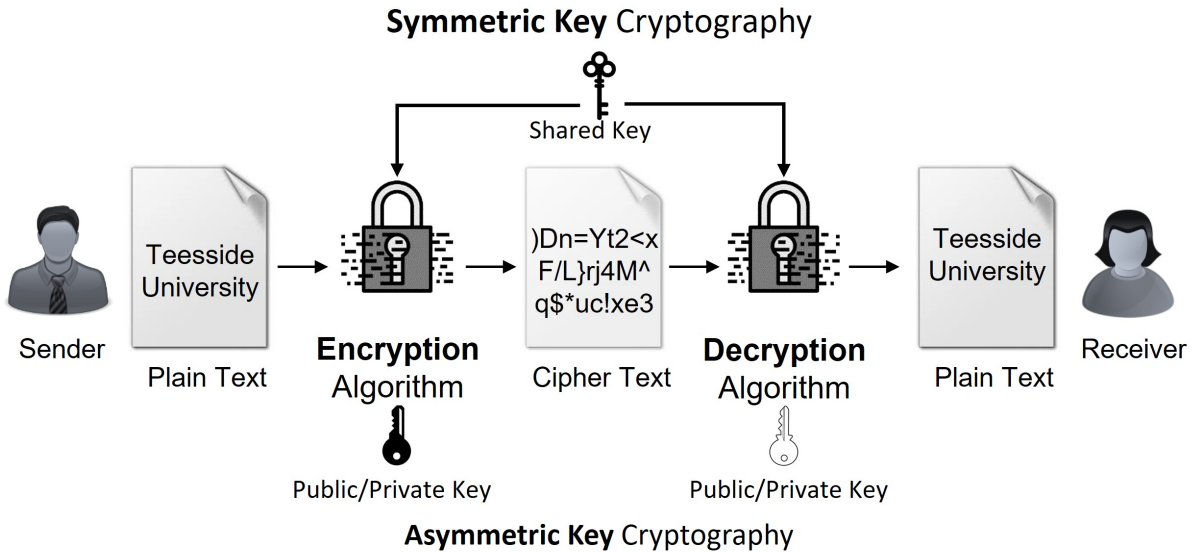 Symmetric Key Cryptography
Shared Key
Teesside
University
)Dn=Yt2<x
F/L}rj4M^
q$*uc!xe3
Teesside
University
Sender
Plain Text
Encryption
Algorithm
Cipher Text
Decryption
Algorithm
Plain Text
Receiver
Public/Private Key
Public/Private Key
Asymmetric Key Cryptography